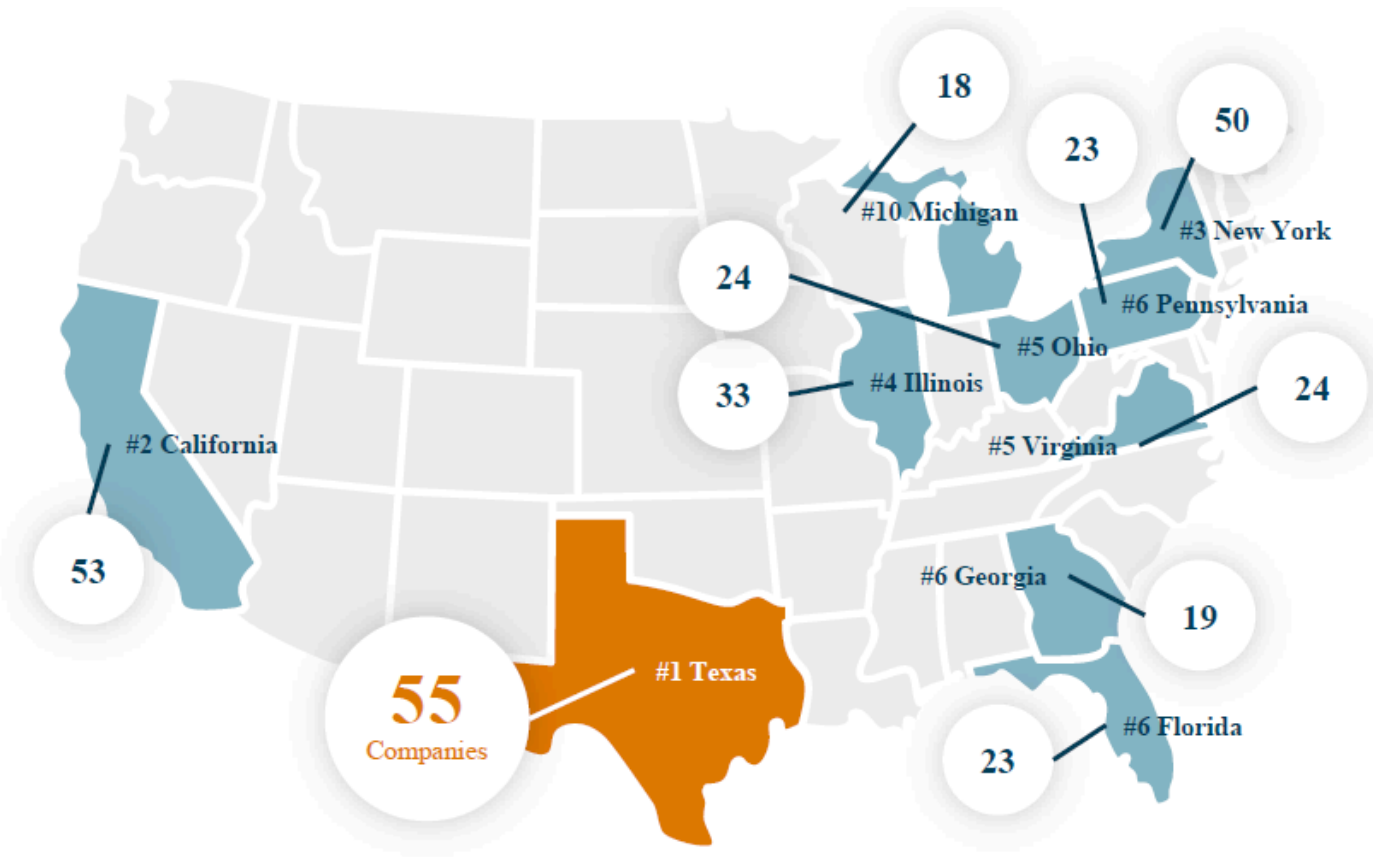 18
#10 Michigan
23
50
#3 New York
24
#6 Pennsylvania
#5 Ohio
33
#4 Illinois
24
#5 Virginia
#2 California
53
#6 Georgia
19
55
Companies
#1 Texas
#6 Florida
23